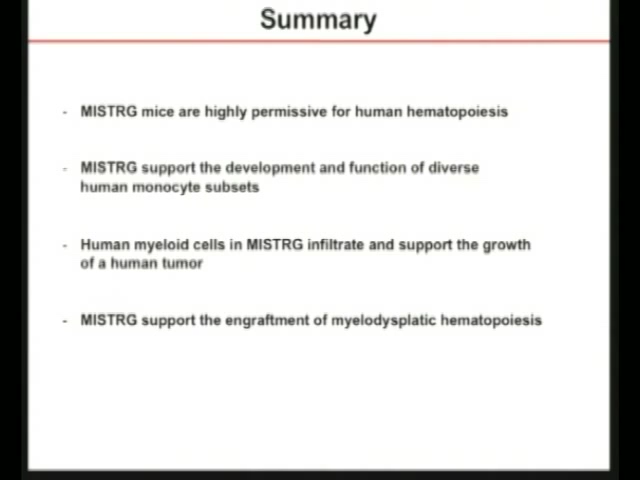 Summary
- MISTRG mice are highly permissive for human hematopoiesis
- MISTRG support the development and function of diverse
human monocyte subsets
- Human myeloid cells in MISTRG infiltrate and support the growth
of a human tumor
- MISTRG support the engraftment of myelodysplatic hematopoiesis